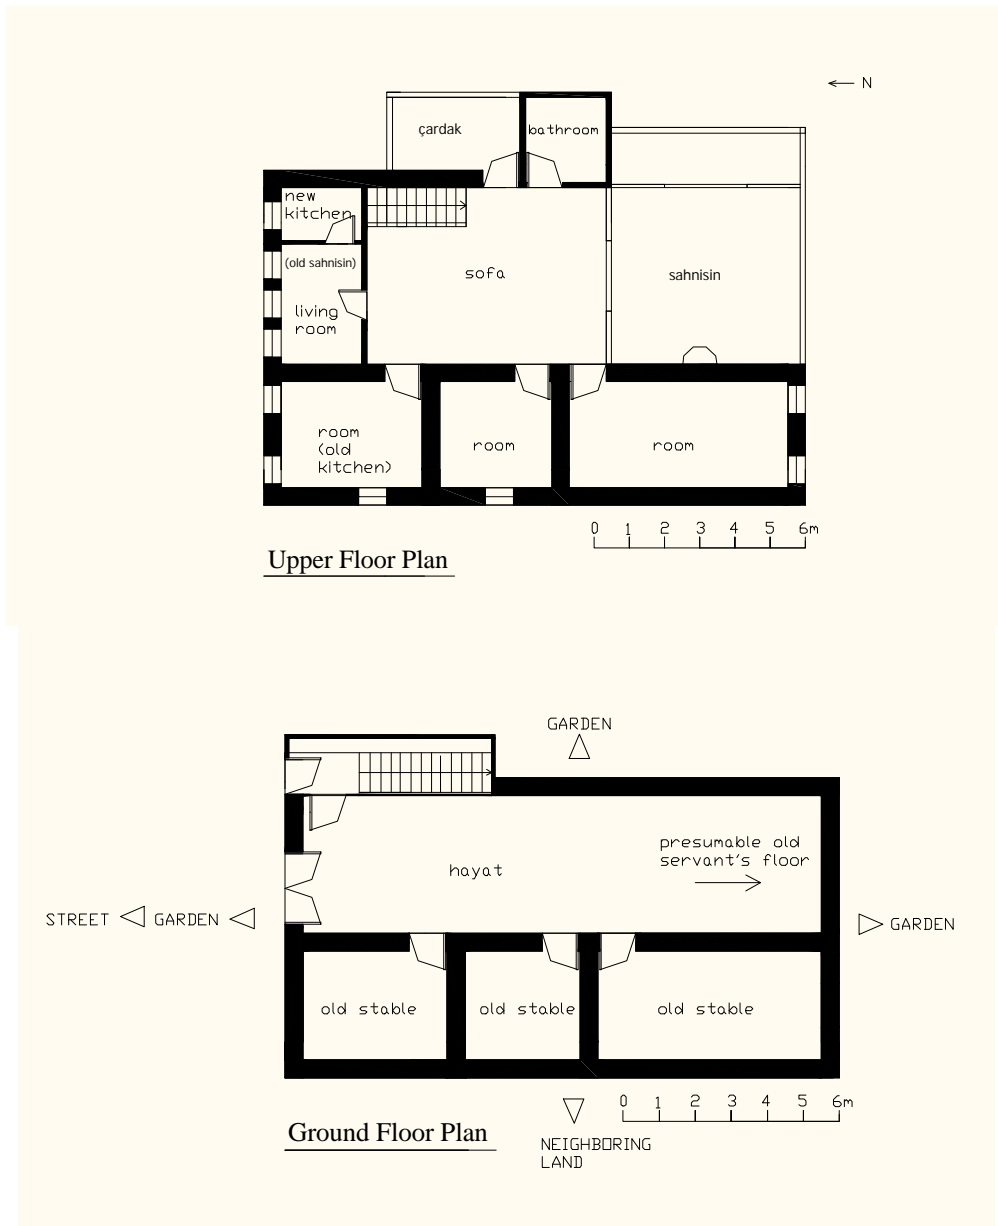 N
çardak
bathroom
new
kitchen
(old sahnisin)
sofa
sahnisin
living
room
room
(old
kitchen)
room
room
0 1 2 3 4 5 6m
Upper Floor Plan
GARDEN
presumable old
servant's floor
hayat
STREET GARDEN
GARDEN
old stable
old stable
old stable
0 1 2 3 4 5 6m
Ground Floor Plan
NEIGHBORING
LAND